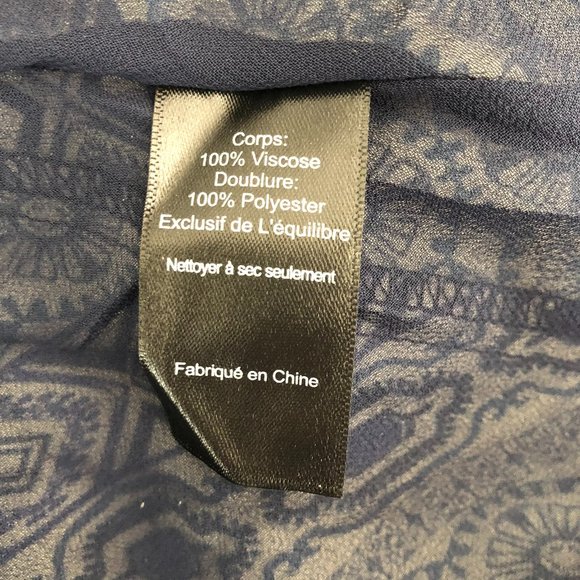 Corps:
100% Viscose
Doublure:
100% Polyester
Exclusif de L'équilibre
Nettoyer à sec seulement
Fabriqué en Chine